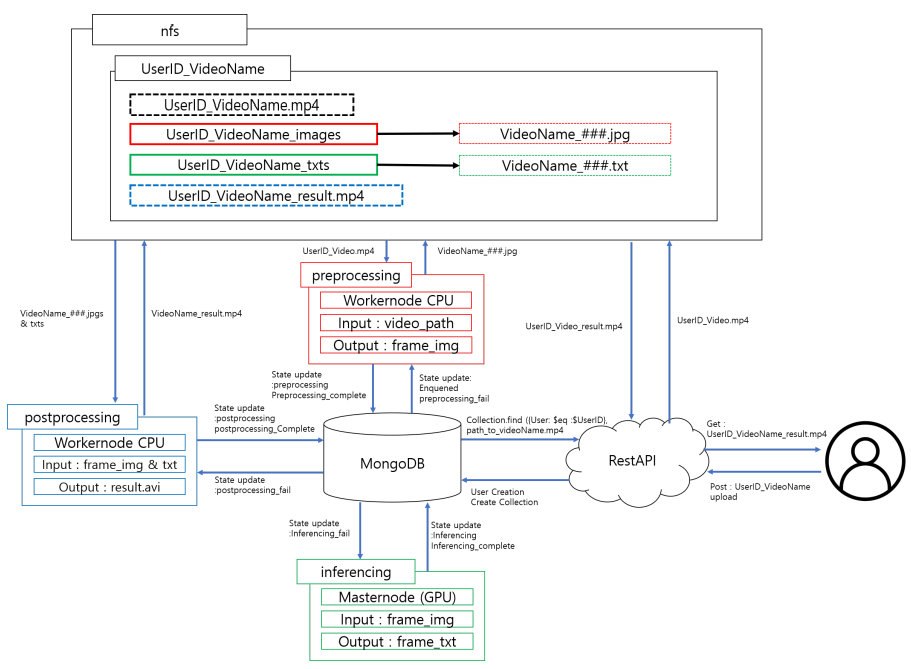 nfs
UserID_VideoName
UserID_VideoName.mp4
UserID_VideoName_images
VideoName_###.jpg
UserID_VideoName_txts
VideoName_###.txt
UserID_VideoName_result.mp4
UserID_Video.mp4
VideoName_###.jpg
preprocessing
Workernode CPU
Input : video_path
Output : frame_img
VideoName_###.jpgs
& txts
VideoName_result.mp4
UserID_Video_result.mp4
UserID_Video.mp4
State update
:preprocessing
Preprocessing_complete
State update:
Enquened
preprocessing_fail
postprocessing
Workernode CPU
Input : frame_img & txt
Output : result.avi
State update
:postprocessing
postprocessing_Complete
State update
:postprocessing_fail
MongoDB
Collection.find ({User: $eq :$UserID},
path_to_videoName.mp4
User Creation
Create Collection
RestAPI
Get :
UserID_VideoName_result.mp4
Post : UserID_VideoName
upload
State update
:Inferencing_fail
State update
:Inferencing
Inferencing_complete
inferencing
Masternode (GPU)
Input : frame_img
Output : frame_txt